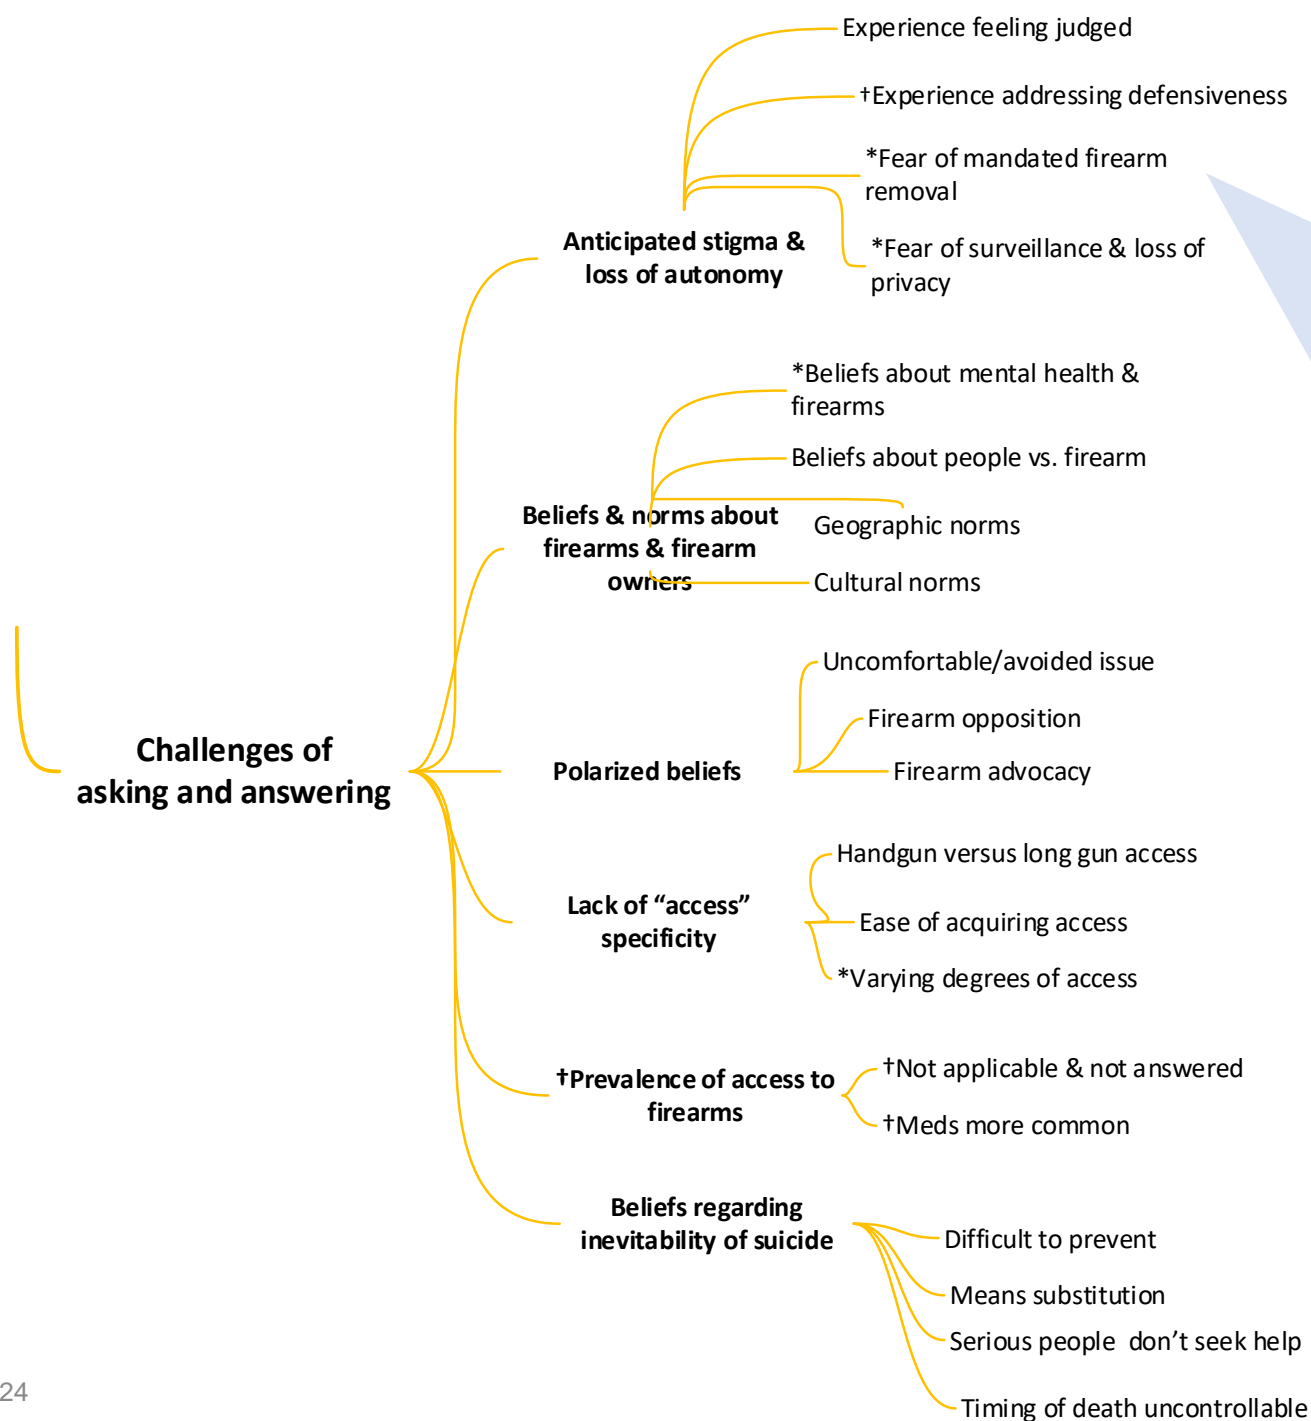 Experience feeling judged
†Experience addressing defensiveness
*Fear of mandated firearm
removal
Anticipated stigma &
loss of autonomy
*Fear of surveillance & loss of
privacy
*Beliefs about mental health &
firearms
Beliefs about people vs. firearm
Beliefs & norms about
firearms & firearm
owners
Geographic norms
Cultural norms
Uncomfortable/avoided issue
Firearm opposition
Challenges of
asking and answering
Polarized beliefs
Firearm advocacy
Handgun versus long gun access
Lack of “access”
specificity
Ease of acquiring access
*Varying degrees of access
†Prevalence of access to
firearms
†Not applicable & not answered
†Meds more common
Beliefs regarding
inevitability of suicide
Difficult to prevent
Means substitution
Serious people  don’t seek help
Timing of death uncontrollable
24